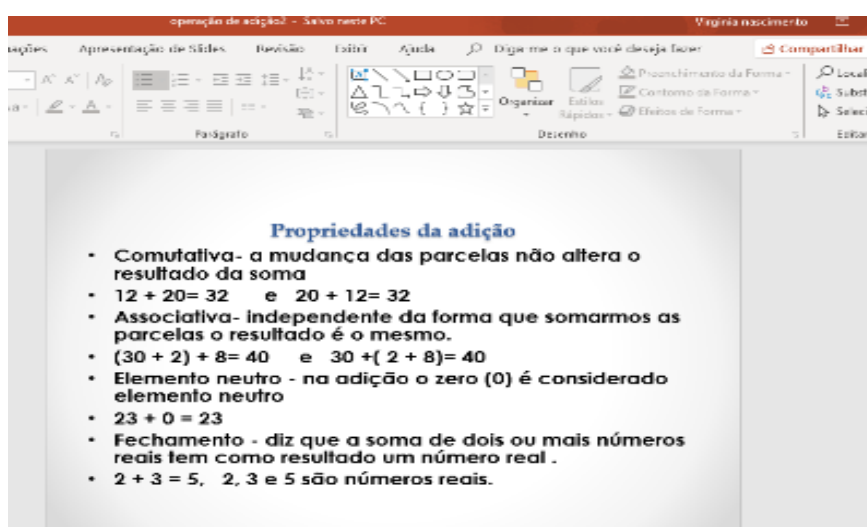 operação de adição2 - Salvo neste PC
Virginia nascimento
Apresentação de Slides Revisão Exibir Ajuda Diga-me o que você deseja fazer Compartilhar
Preenchimento da Forma
Organizar Estilos Contorno da Forma
Rápidos Efeitos de Forma
Parágrafo Desenho
Propriedades da adição
• Comutativa- a mudança das parcelas não altera o
resultado da soma
• 12 + 20= 32 e 20 + 12= 32
• Associativa- independente da forma que somarmos as
parcelas o resultado é o mesmo.
• (30 + 2) + 8= 40 e 30 +( 2 + 8)= 40
• Elemento neutro - na adição o zero (0) é considerado
elemento neutro
• 23 + 0 = 23
• Fechamento - diz que a soma de dois ou mais números
reais tem como resultado um número real .
• 2 + 3 = 5, 2, 3 e 5 são números reais.